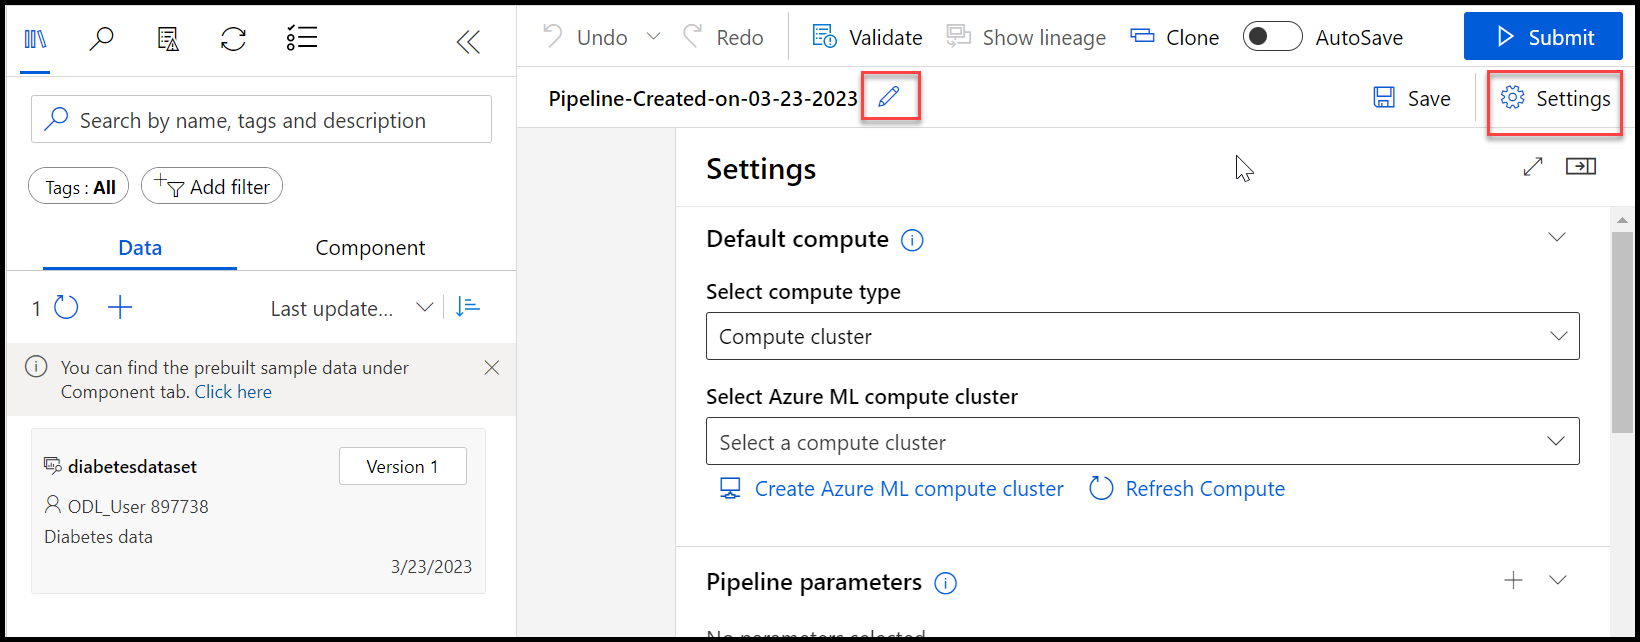 Undo
Redo
Validate
Show lineage
Clone
AutoSave
Submit
Pipeline-Created-on-03-23-2023
Save
Settings
Search by name, tags and description
Tags : All
Add filter
Data
Component
1
Last update...
You can find the prebuilt sample data under
Component tab. Click here
diabetesdataset
Version 1
ODL_User 897738
Diabetes data
3/23/2023
Settings
Default compute
Select compute type
Compute cluster
Select Azure ML compute cluster
Select a compute cluster
Create Azure ML compute cluster
Refresh Compute
Pipeline parameters
No parameters selected